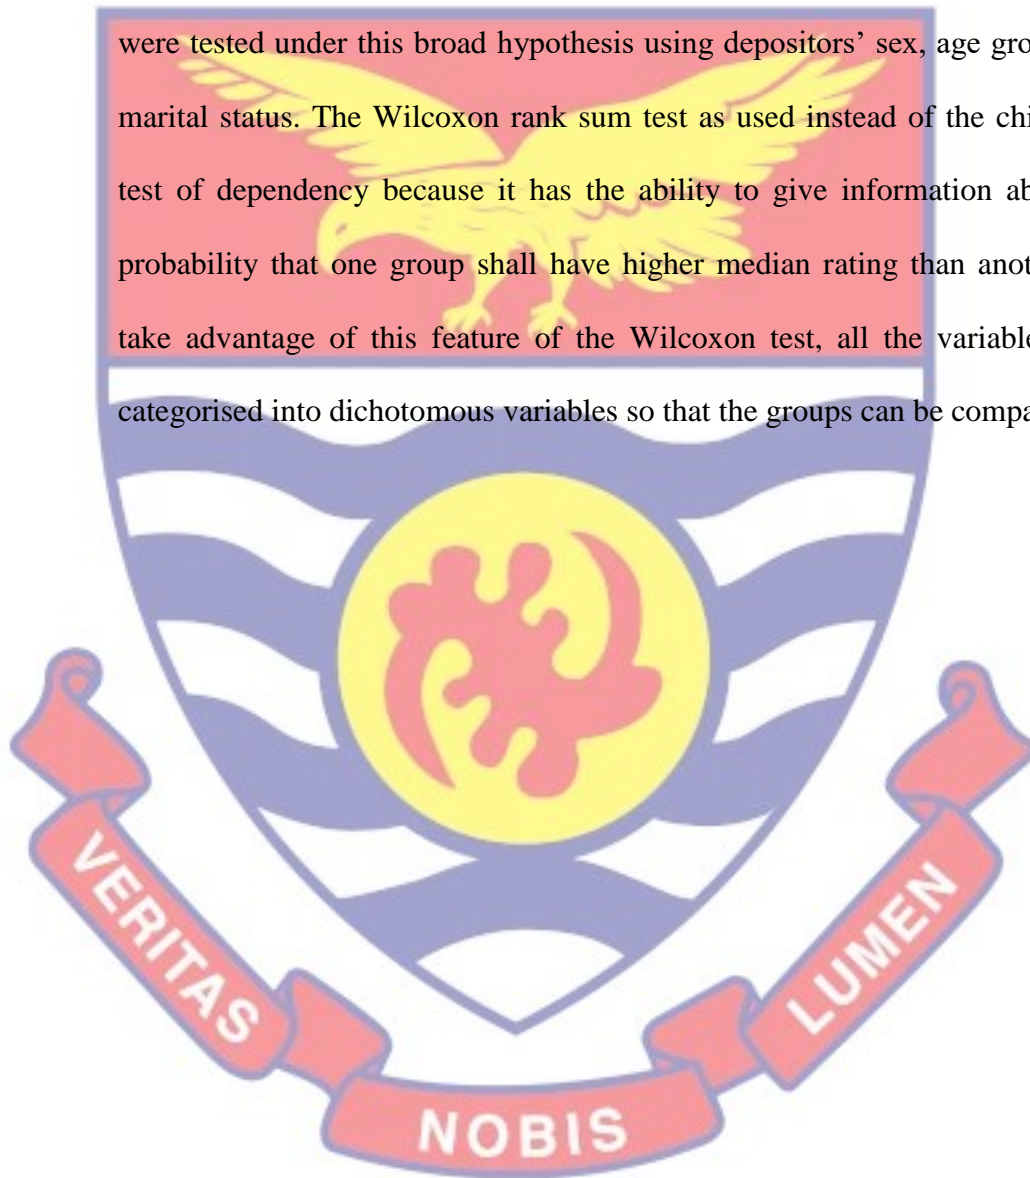 were tested under this broad hypothesis using depositors’ sex, age gro
marital status. The Wilcoxon rank sum test as used instead of the chi
test of dependency because it has the ability to give information ab
probability that one group shall have higher median rating than anot
take advantage of this feature of the Wilcoxon test, all the variable
categorised into dichotomous variables so that the groups can be compa
VERITAS
NOBIS
LUMEN